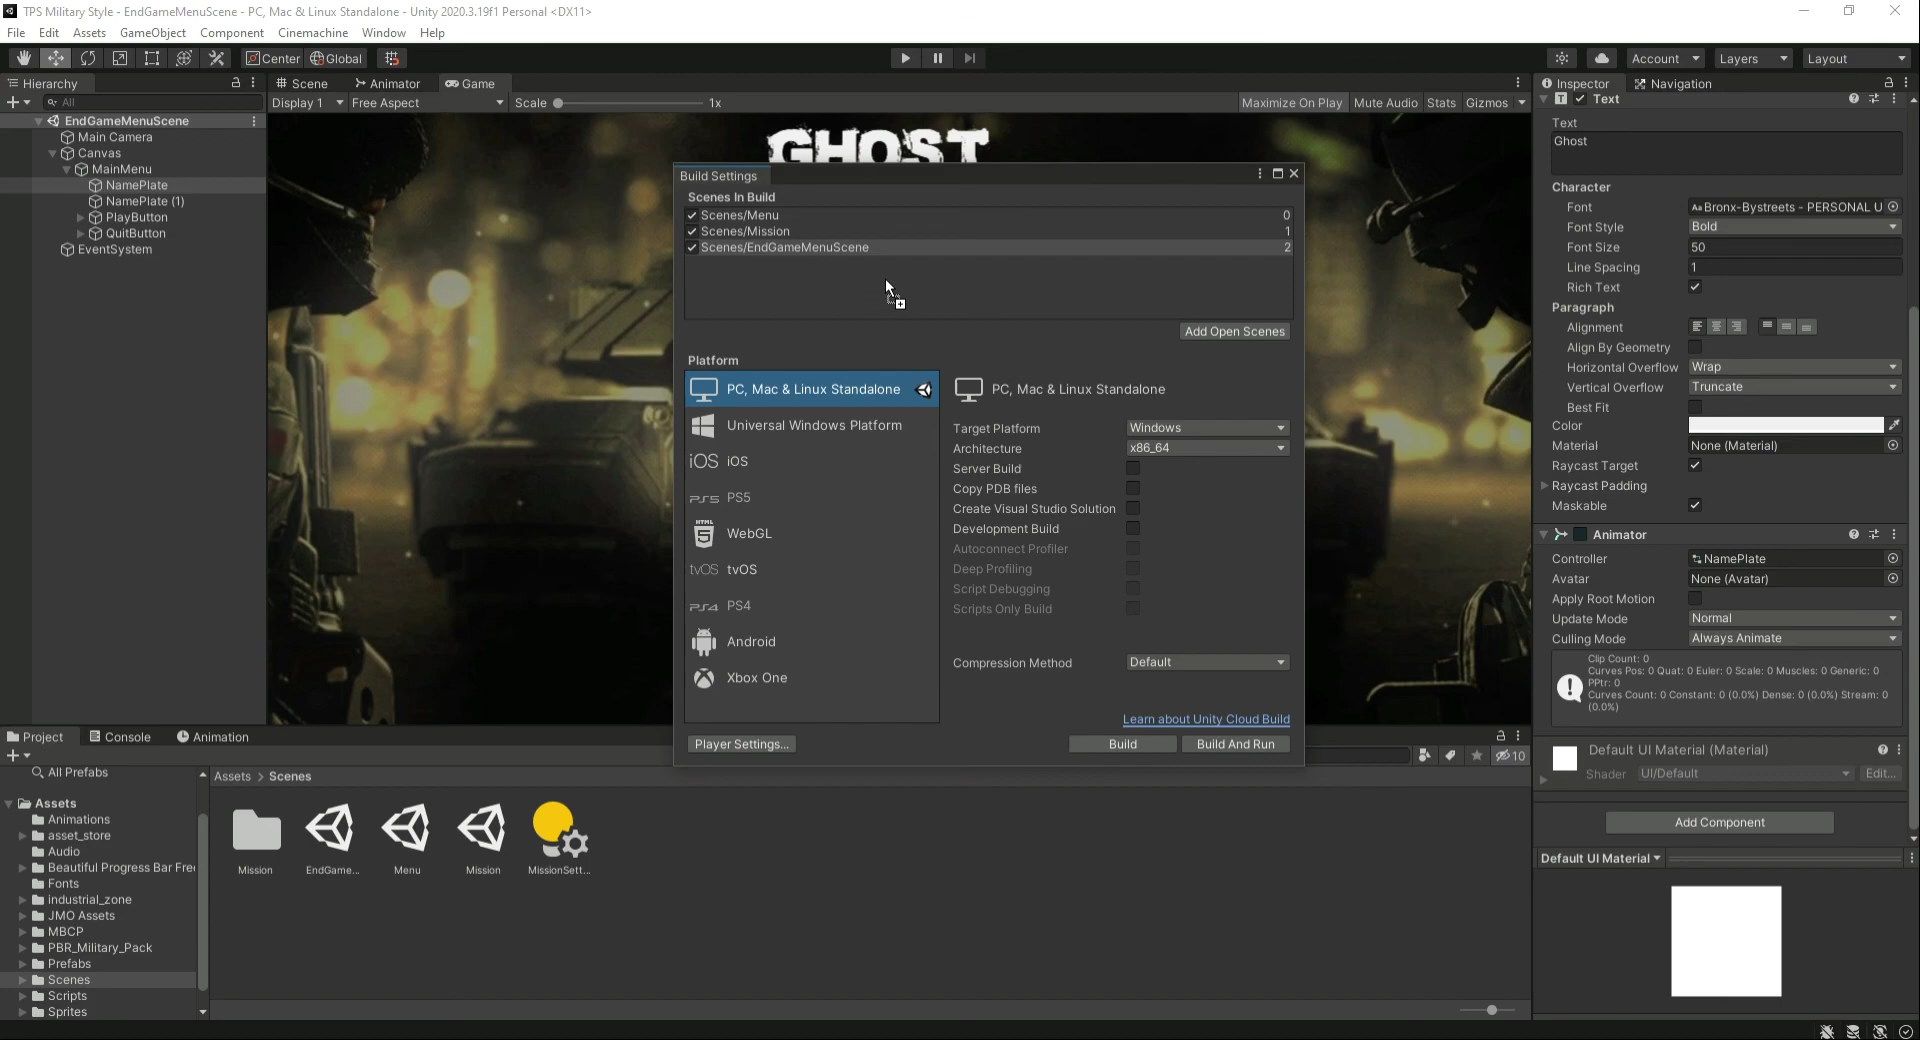 TPS Military Style - EndGameMenuScene - PC, Mac & Linux Standalone - Unity 2020.3.19f1 Personal <DX11>
File Edit Assets GameObject Component Cinemachine Window Help
Center Global Account Layers Layout
Hierarchy
All
EndGameMenuScene
Main Camera
Canvas
MainMenu
NamePlate
NamePlate (1)
PlayButton
QuitButton
EventSystem
Scene Animator Game
Display 1 Free Aspect Scale 1x Maximize On Play Mute Audio Stats Gizmos
GHOST
Build Settings
Scenes In Build
Scenes/Menu 0
Scenes/Mission 1
Scenes/EndGameMenuScene 2
Add Open Scenes
Platform
PC, Mac & Linux Standalone
Universal Windows Platform
iOS iOS
PS5 PS5
HTML 5 WebGL
tvOS tvOS
PS4 PS4
Android
Xbox One
PC, Mac & Linux Standalone
Target Platform Windows
Architecture x86_64
Server Build
Copy PDB files
Create Visual Studio Solution
Development Build
Autoconnect Profiler
Deep Profiling
Script Debugging
Scripts Only Build
Compression Method Default
Learn about Unity Cloud Build
Player Settings... Build Build And Run
Inspector Navigation
Text
Text
Ghost
Character
Font Aa Bronx-Bystreets - PERSONAL U
Font Style Bold
Font Size 50
Line Spacing 1
Rich Text
Paragraph
Alignment
Align By Geometry
Horizontal Overflow Wrap
Vertical Overflow Truncate
Best Fit
Color
Material None (Material)
Raycast Target
Raycast Padding
Maskable
Animator
Controller NamePlate
Avatar None (Avatar)
Apply Root Motion
Update Mode Normal
Culling Mode Always Animate
Clip Count: 0
Curves Pos: 0 Quat: 0 Euler: 0 Scale: 0 Muscles: 0 Generic: 0
PPtr: 0
Curves Count: 0 Constant: 0 (0.0%) Dense: 0 (0.0%) Stream: 0
(0.0%)
Default UI Material (Material)
Shader UI/Default Edit...
Add Component
Default UI Material
Project Console Animation
10
All Prefabs
Assets
Animations
asset_store
Audio
Beautiful Progress Bar Free
Fonts
industrial_zone
JMO Assets
MBCP
PBR_Military_Pack
Prefabs
Scenes
Scripts
Sprites
Assets > Scenes
Mission EndGame... Menu Mission MissionSett...